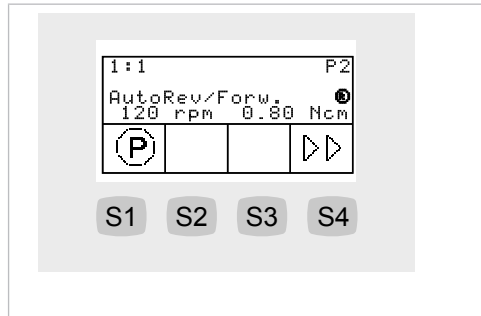 1:1 P2
AutoRev/Forw. ®
120 rpm 0.80 Ncm
P
S1 S2 S3 S4